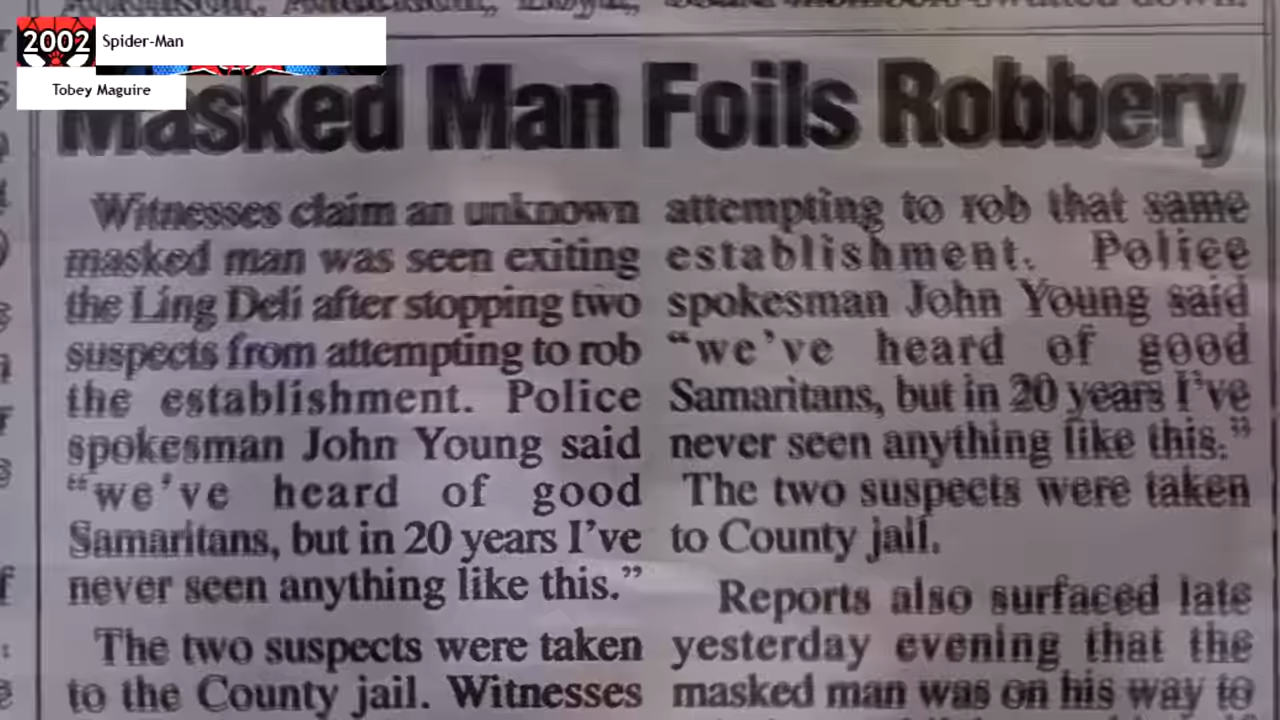 2002 Spider-Man
Tobey Maguire
Masked Man Foils Robbery
Witnesses claim an unknown
masked man was seen exiting
the Ling Deli after stopping two
suspects from attempting to rob
the establishment. Police
spokesman John Young said
“we’ve heard of good
Samaritans, but in 20 years I’ve
never seen anything like this.”
The two suspects were taken
to the County jail. Witnesses
attempting to rob that same
establishment. Police
spokesman John Young said
“we’ve heard of good
Samaritans, but in 20 years I’ve
never seen anything like this.”
The two suspects were taken
to County jail.
Reports also surfaced late
yesterday evening that the
masked man was on his way to